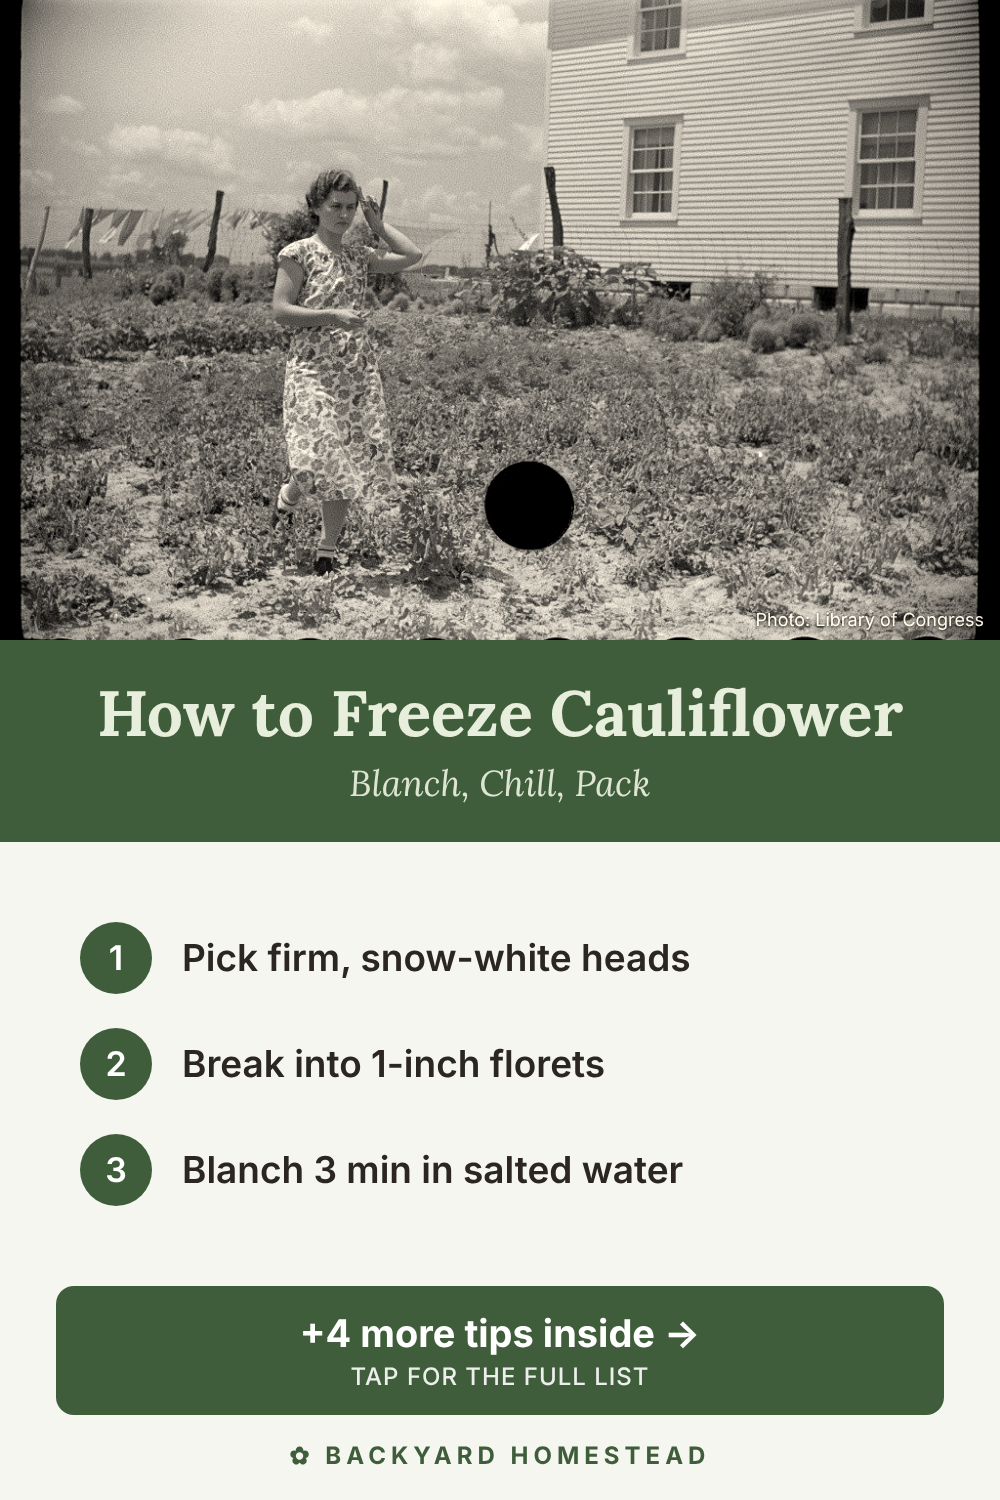 Photo: Library of Congress
How to Freeze Cauliflower
Blanch, Chill, Pack
1 Pick firm, snow-white heads
2 Break into 1-inch florets
3 Blanch 3 min in salted water
+4 more tips inside →
TAP FOR THE FULL LIST
✿ BACKYARD HOMESTEAD